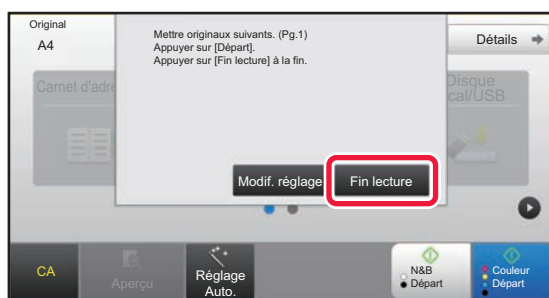 Original
A4
Mettre originaux suivants. (Pg.1)
Appuyer sur [Départ].
Appuyer sur [Fin lecture] à la fin.
Détails
Carnet d'adre
Disque
cal/USB
Modif. réglage
Fin lecture
CA
Aperçu
Réglage
Auto.
N&B
Départ
Couleur
Départ